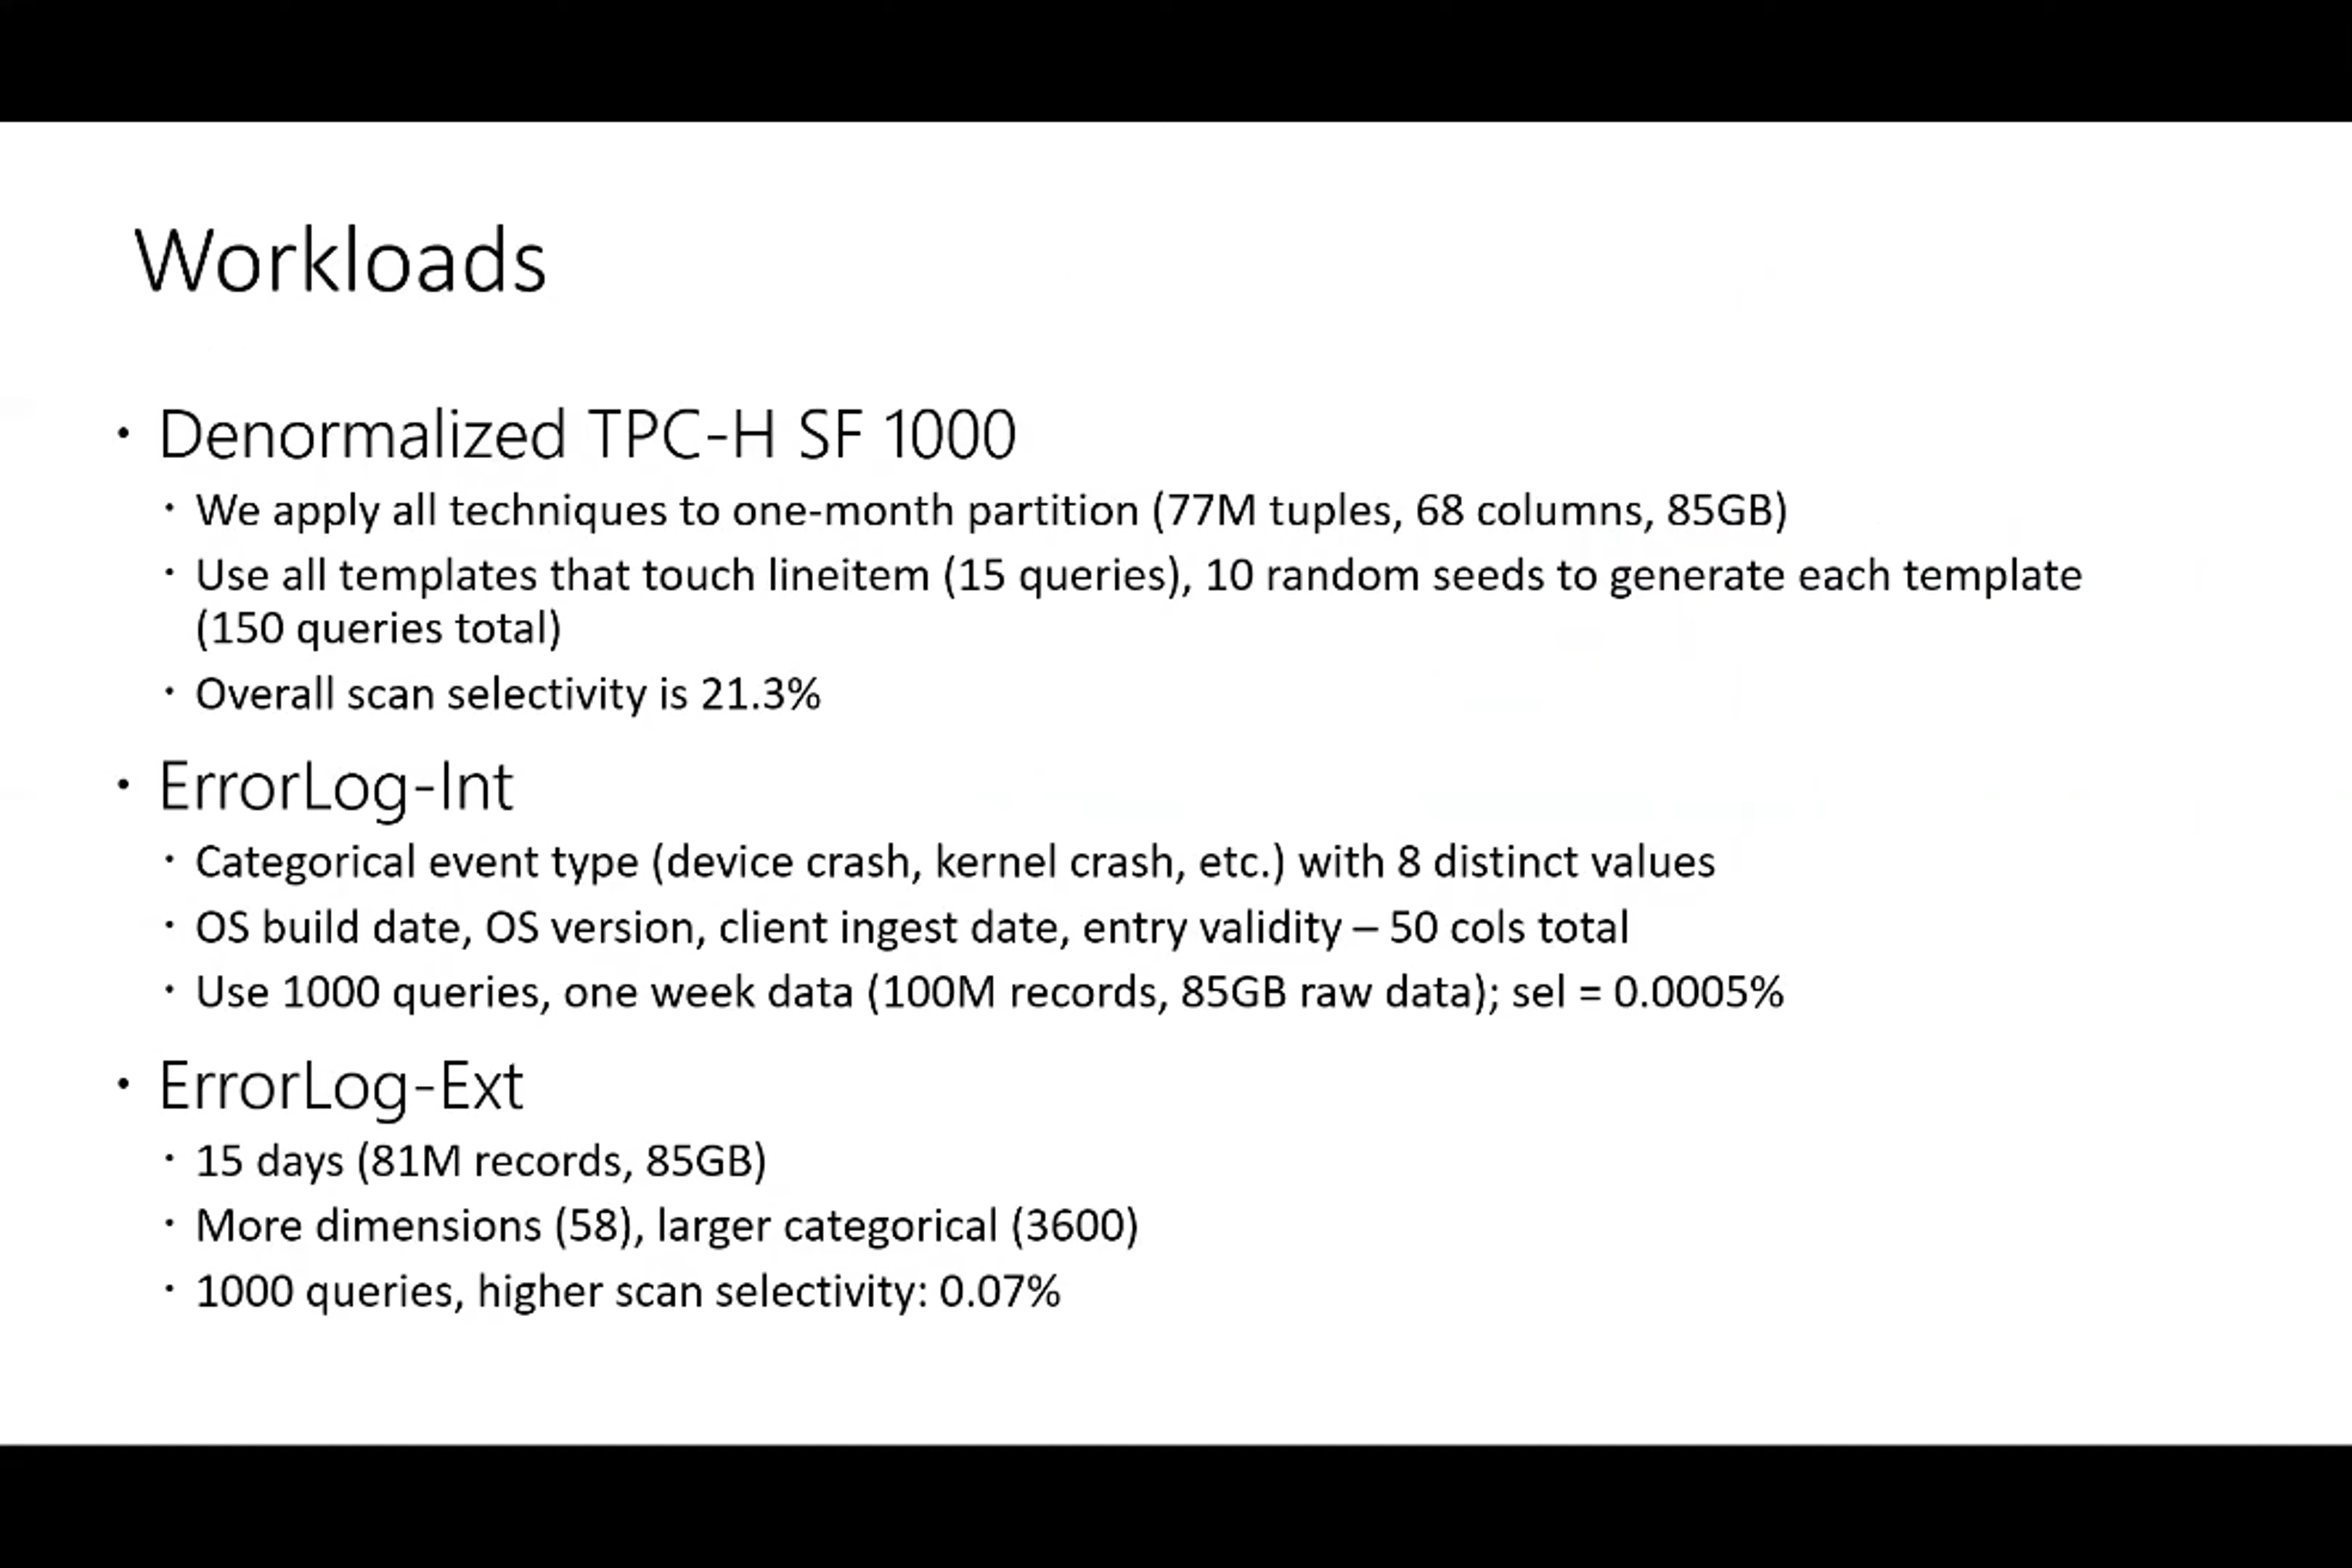 Workloads
• Denormalized TPC-H SF 1000
• We apply all techniques to one-month partition (77M tuples, 68 columns, 85GB)
• Use all templates that touch lineitem (15 queries), 10 random seeds to generate each template
(150 queries total)
• Overall scan selectivity is 21.3%
• ErrorLog-Int
• Categorical event type (device crash, kernel crash, etc.) with 8 distinct values
• OS build date, OS version, client ingest date, entry validity – 50 cols total
• Use 1000 queries, one week data (100M records, 85GB raw data); sel = 0.0005%
• ErrorLog-Ext
• 15 days (81M records, 85GB)
• More dimensions (58), larger categorical (3600)
• 1000 queries, higher scan selectivity: 0.07%